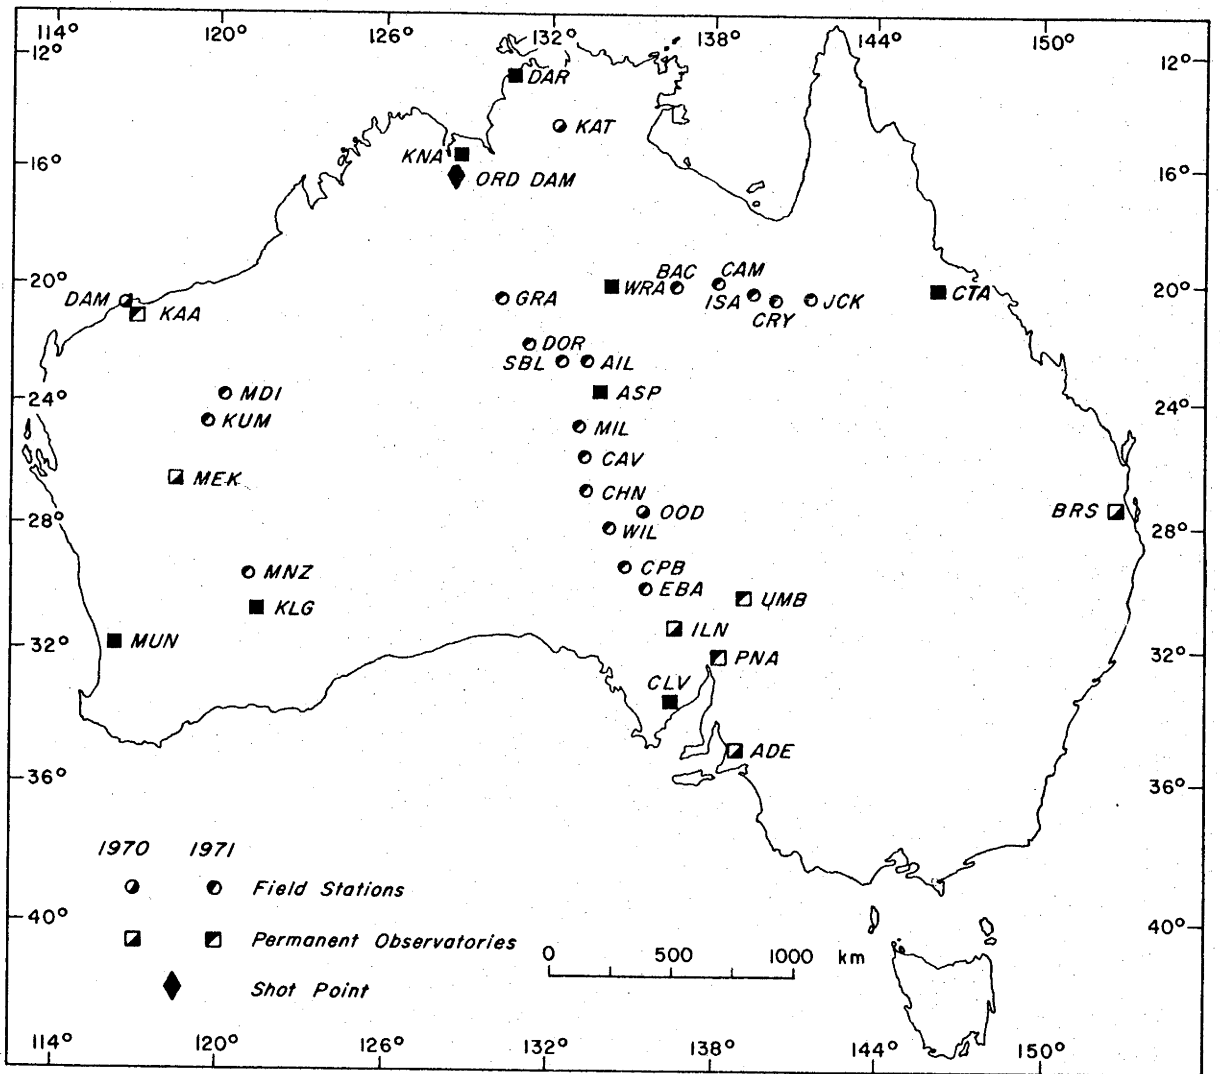 114° 120° 126° 132° 138° 144° 150°
12° 12°
DAR
KAT
KNA
16° ORD DAM 16°
BAC CAM
20° WRA 20°
DAM KAA GRA ISA CRY JCK CTA
DOR
SBL AIL
24° MDI ASP 24°
KUM MIL
CAV
MEK CHN
28° OOD BRS 28°
WIL
MNZ CPB
EBA
KLG UMB
32° MUN ILN 32°
PNA
CLV
ADE
36° 36°
1970 1971
Field Stations
40° Permanent Observatories 40°
0 500 1000 km
Shot Point
114° 120° 126° 132° 138° 144° 150°